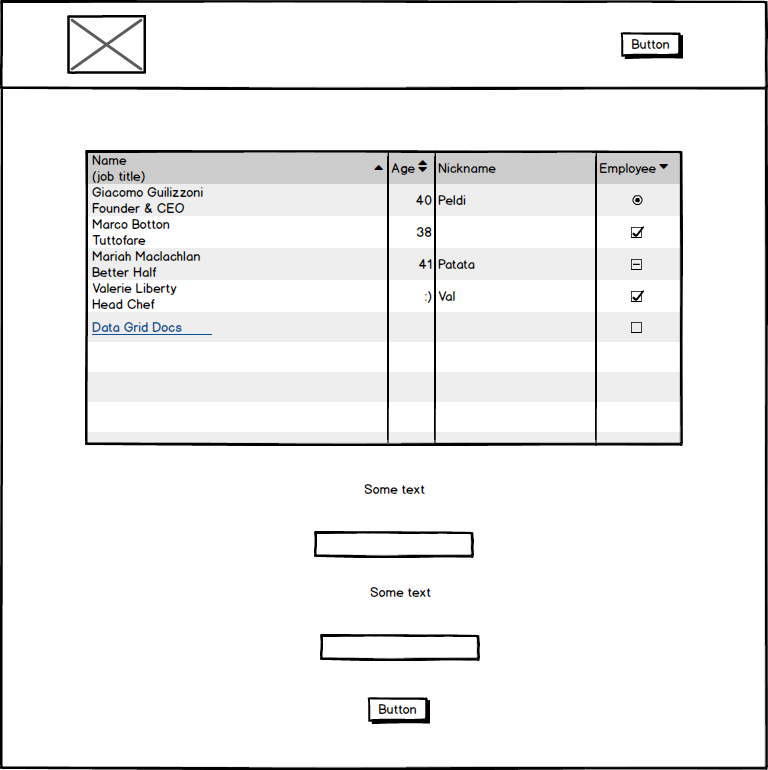 Button
Name
(job title)
Age
Nickname
Employee
Giacomo Guilizzoni
Founder & CEO
40
Peldi
Marco Botton
Tuttofare
38
Mariah Maclachlan
Better Half
41
Patata
Valerie Liberty
Head Chef
:)
Val
Data Grid Docs
Some text
Some text
Button